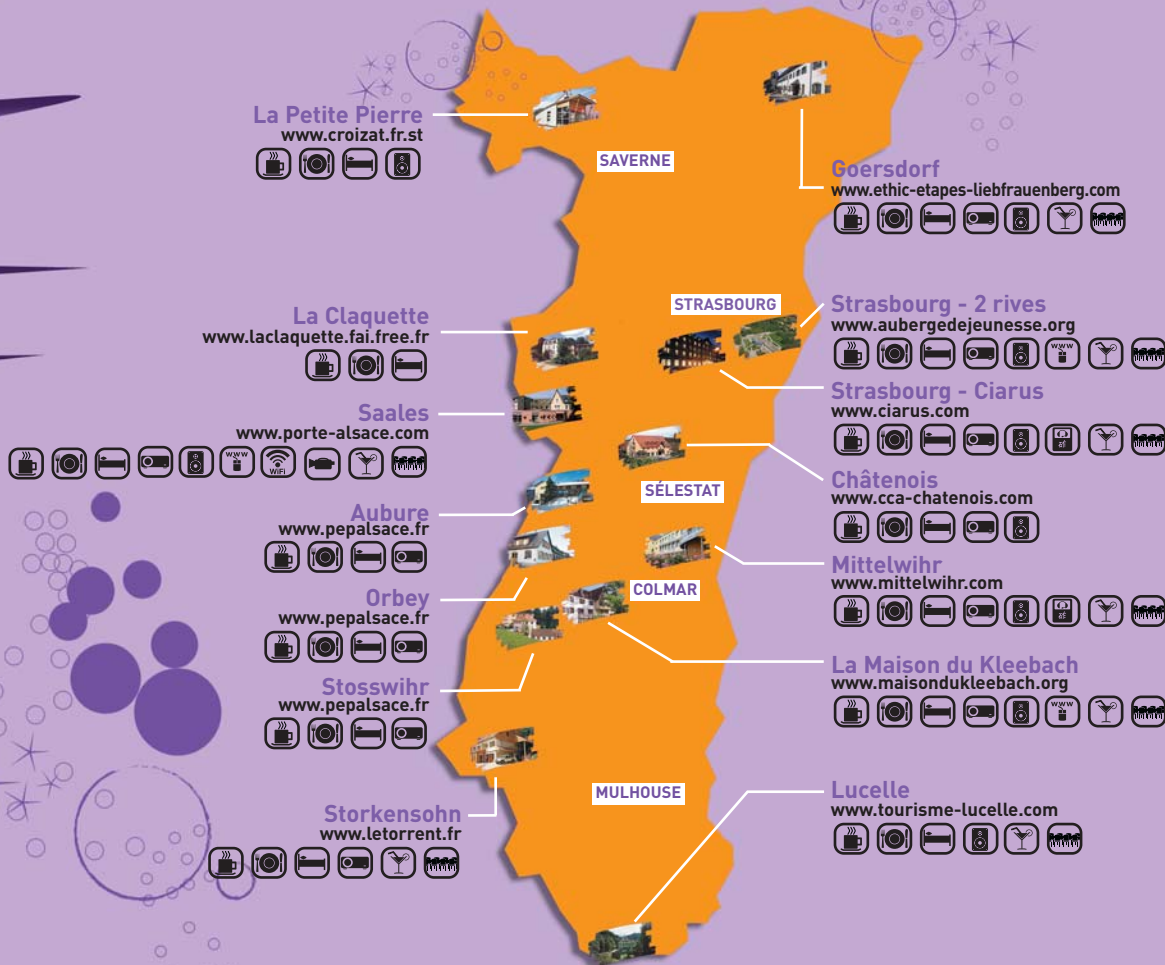 La Petite Pierre
www.croizat.fr.st
SAVERNE
Goersdorf
www.ethic-etapes-liebfrauenberg.com
La Claquette
www.laclaquette.fai.free.fr
STRASBOURG
Strasbourg - 2 rives
www.aubergedejeunesse.org
www
Strasbourg - Ciarus
www.ciarus.com
Saales
www.porte-alsace.com
www
WiFi
Châtenois
www.cca-chatenois.com
SÉLESTAT
Aubure
www.pepalsace.fr
Mittelwihr
www.mittelwihr.com
Orbey
www.pepalsace.fr
COLMAR
La Maison du Kleebach
www.maisondukleebach.org
www
Stosswihr
www.pepalsace.fr
MULHOUSE
Lucelle
www.tourisme-lucelle.com
Storkensohn
www.letorrent.fr